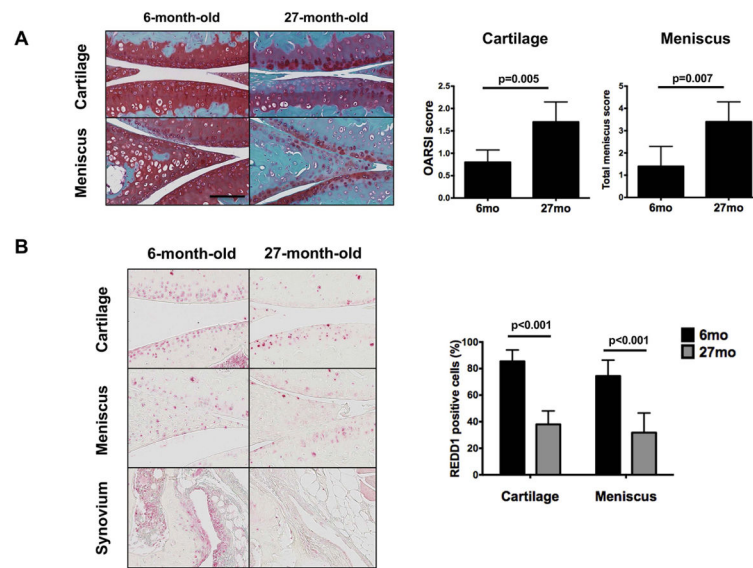 A
6-month-old
27-month-old
Cartilage
Meniscus
Cartilage
p=0.005
OARSI score
2.5
2.0
1.5
1.0
0.5
0.0
6mo
27mo
Meniscus
p=0.007
Total meniscus score
5
4
3
2
1
0
6mo
27mo
B
6-month-old
27-month-old
Cartilage
Meniscus
Synovium
REDD1 positive cells (%)
100
80
60
40
20
0
p<0.001
p<0.001
6mo
27mo
Cartilage
Meniscus